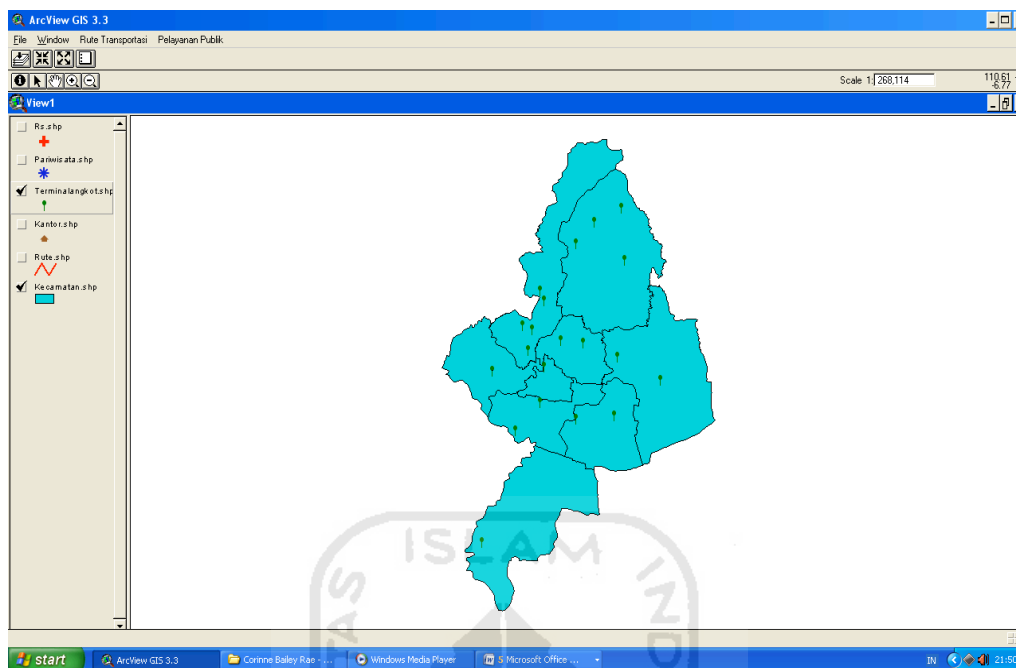 ArcView GIS 3.3
File Window Rute Transportasi Pelayanan Publik
Scale 1: 268,114
110.61
-6.77
View1
Rs.shp
Pariwisata.shp
Terminalangkot.shp
Kantor.shp
Rute.shp
Kecamatan.shp
ISLAM
TAS
IND
start
ArcView GIS 3.3
Corinne Bailey Rae - ...
Windows Media Player
5 Microsoft Office ...
IN
21:50